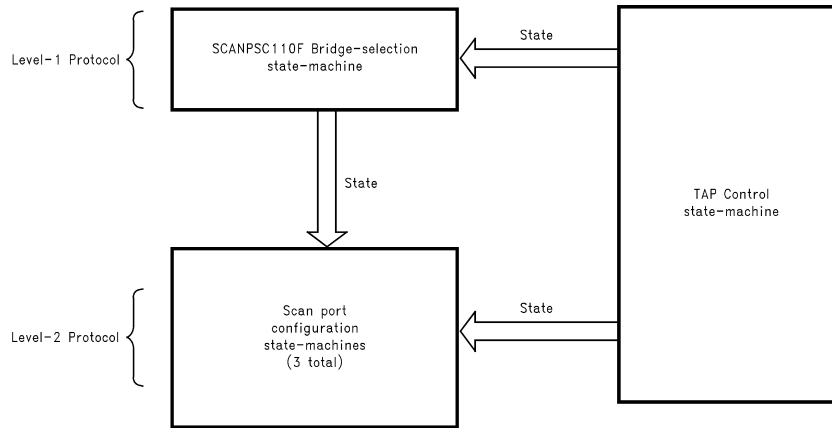 Level-1 Protocol
SCANPSC110F Bridge-selection
state-machine
State
State
TAP Control
state-machine
Level-2 Protocol
Scan port
configuration
state-machines
(3 total)
State